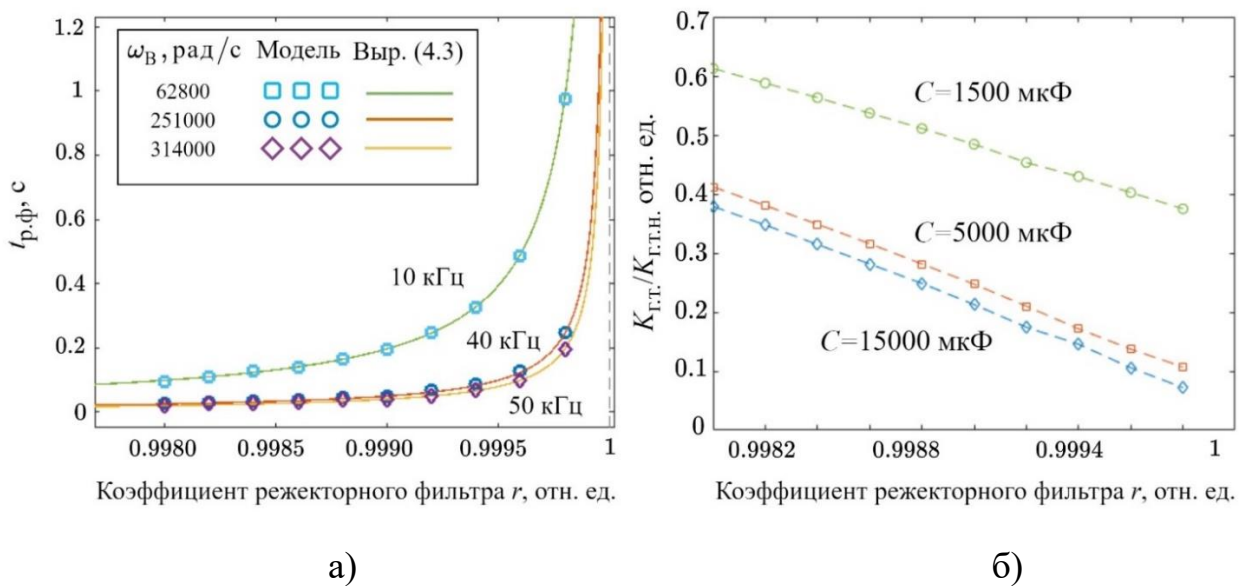 1.2
1
0.8
0.6
0.4
0.2
0
t р.ф, с
ω_В, рад/с Модель Выр. (4.3)
62800
251000
314000
10 кГц
40 кГц
50 кГц
0.9980 0.9985 0.9990 0.9995 1
Коэффициент режекторного фильтра r, отн. ед.
а)
0.7
0.6
0.5
0.4
0.3
0.2
0.1
0
K_Г.Т./K_Г.Т.Н. отн. ед.
C=1500 мкФ
C=5000 мкФ
C=15000 мкФ
0.9982 0.9988 0.9994 1
Коэффициент режекторного фильтра r, отн. ед.
б)